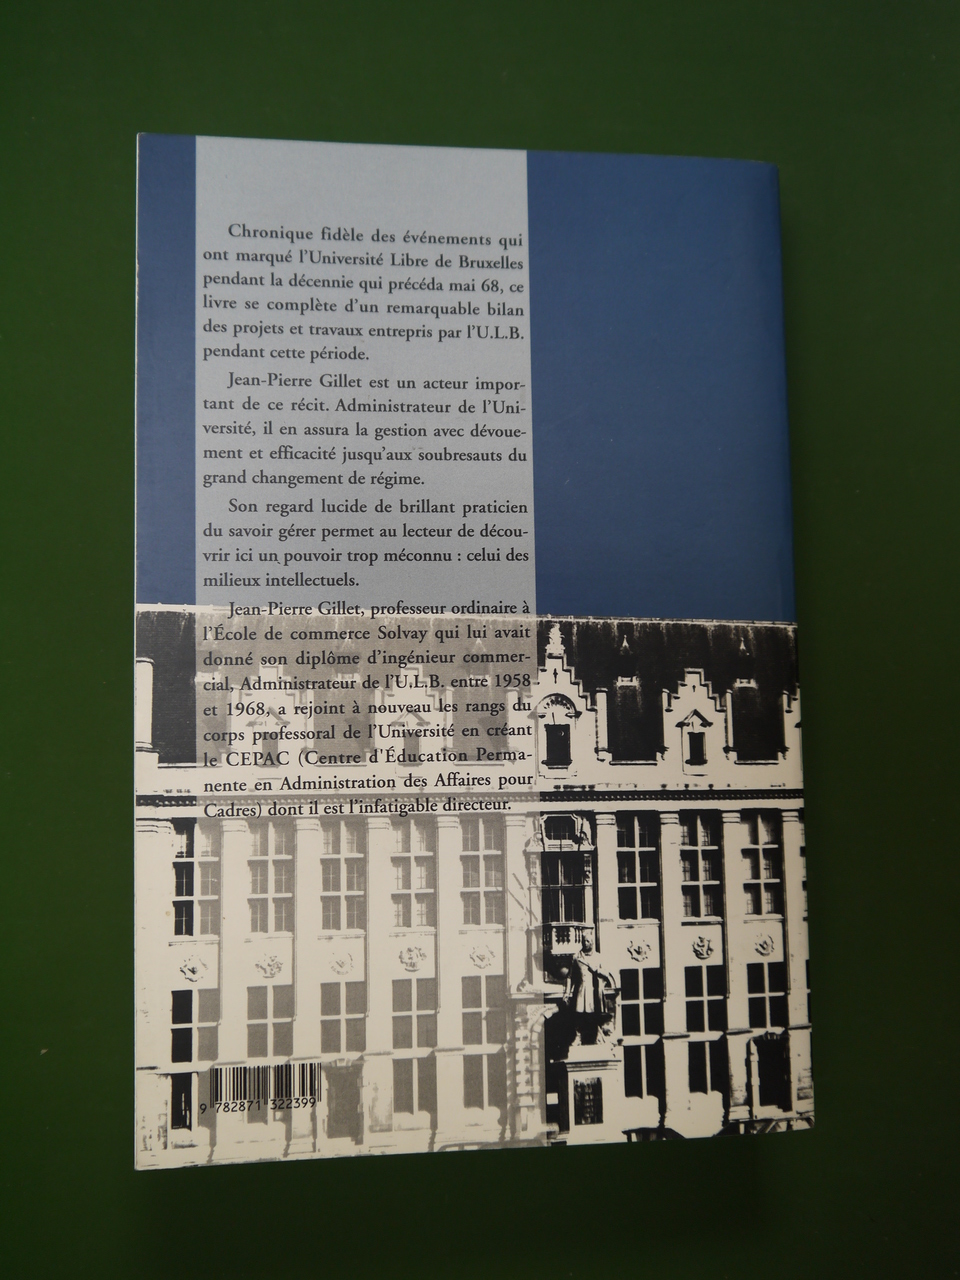 Chronique fidèle des événements qui
ont marqué l'Université Libre de Bruxelles
pendant la décennie qui précéda mai 68, ce
livre se complète d'un remarquable bilan
des projets et travaux entrepris par l'U.L.B.
pendant cette période.
Jean-Pierre Gillet est un acteur impor-
tant de ce récit. Administrateur de l'Uni-
versité, il en assura la gestion avec dévoue-
ment et efficacité jusqu'aux soubresauts du
grand changement de régime.
Son regard lucide de brillant praticien
du savoir gérer permet au lecteur de décou-
vrir ici un pouvoir trop méconnu : celui des
milieux intellectuels.
Jean-Pierre Gillet, professeur ordinaire à
l'École de commerce Solvay qui lui avait
donné son diplôme d'ingénieur commer-
cial, Administrateur de l'U.L.B. entre 1958
et 1968, a rejoint à nouveau les rangs du
corps professoral de l'Université en créant
le CEPAC (Centre d'Éducation Perma-
nente en Administration des Affaires pour
Cadres) dont il est l'infatigable directeur.
9 782871 322399